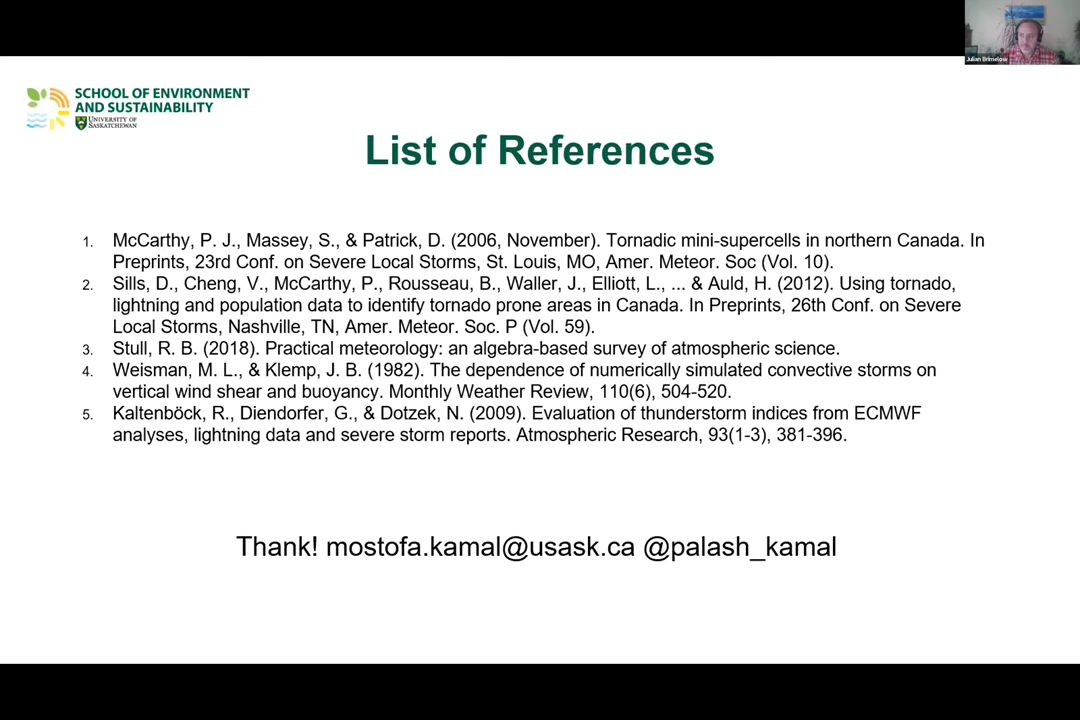 Julian Brimelow
SCHOOL OF ENVIRONMENT
AND SUSTAINABILITY
UNIVERSITY OF
SASKATCHEWAN
List of References
1. McCarthy, P. J., Massey, S., & Patrick, D. (2006, November). Tornadic mini-supercells in northern Canada. In
Preprints, 23rd Conf. on Severe Local Storms, St. Louis, MO, Amer. Meteor. Soc (Vol. 10).
2. Sills, D., Cheng, V., McCarthy, P., Rousseau, B., Waller, J., Elliott, L., ... & Auld, H. (2012). Using tornado,
lightning and population data to identify tornado prone areas in Canada. In Preprints, 26th Conf. on Severe
Local Storms, Nashville, TN, Amer. Meteor. Soc. P (Vol. 59).
3. Stull, R. B. (2018). Practical meteorology: an algebra-based survey of atmospheric science.
4. Weisman, M. L., & Klemp, J. B. (1982). The dependence of numerically simulated convective storms on
vertical wind shear and buoyancy. Monthly Weather Review, 110(6), 504-520.
5. Kaltenböck, R., Diendorfer, G., & Dotzek, N. (2009). Evaluation of thunderstorm indices from ECMWF
analyses, lightning data and severe storm reports. Atmospheric Research, 93(1-3), 381-396.
Thank! mostofa.kamal@usask.ca @palash_kamal